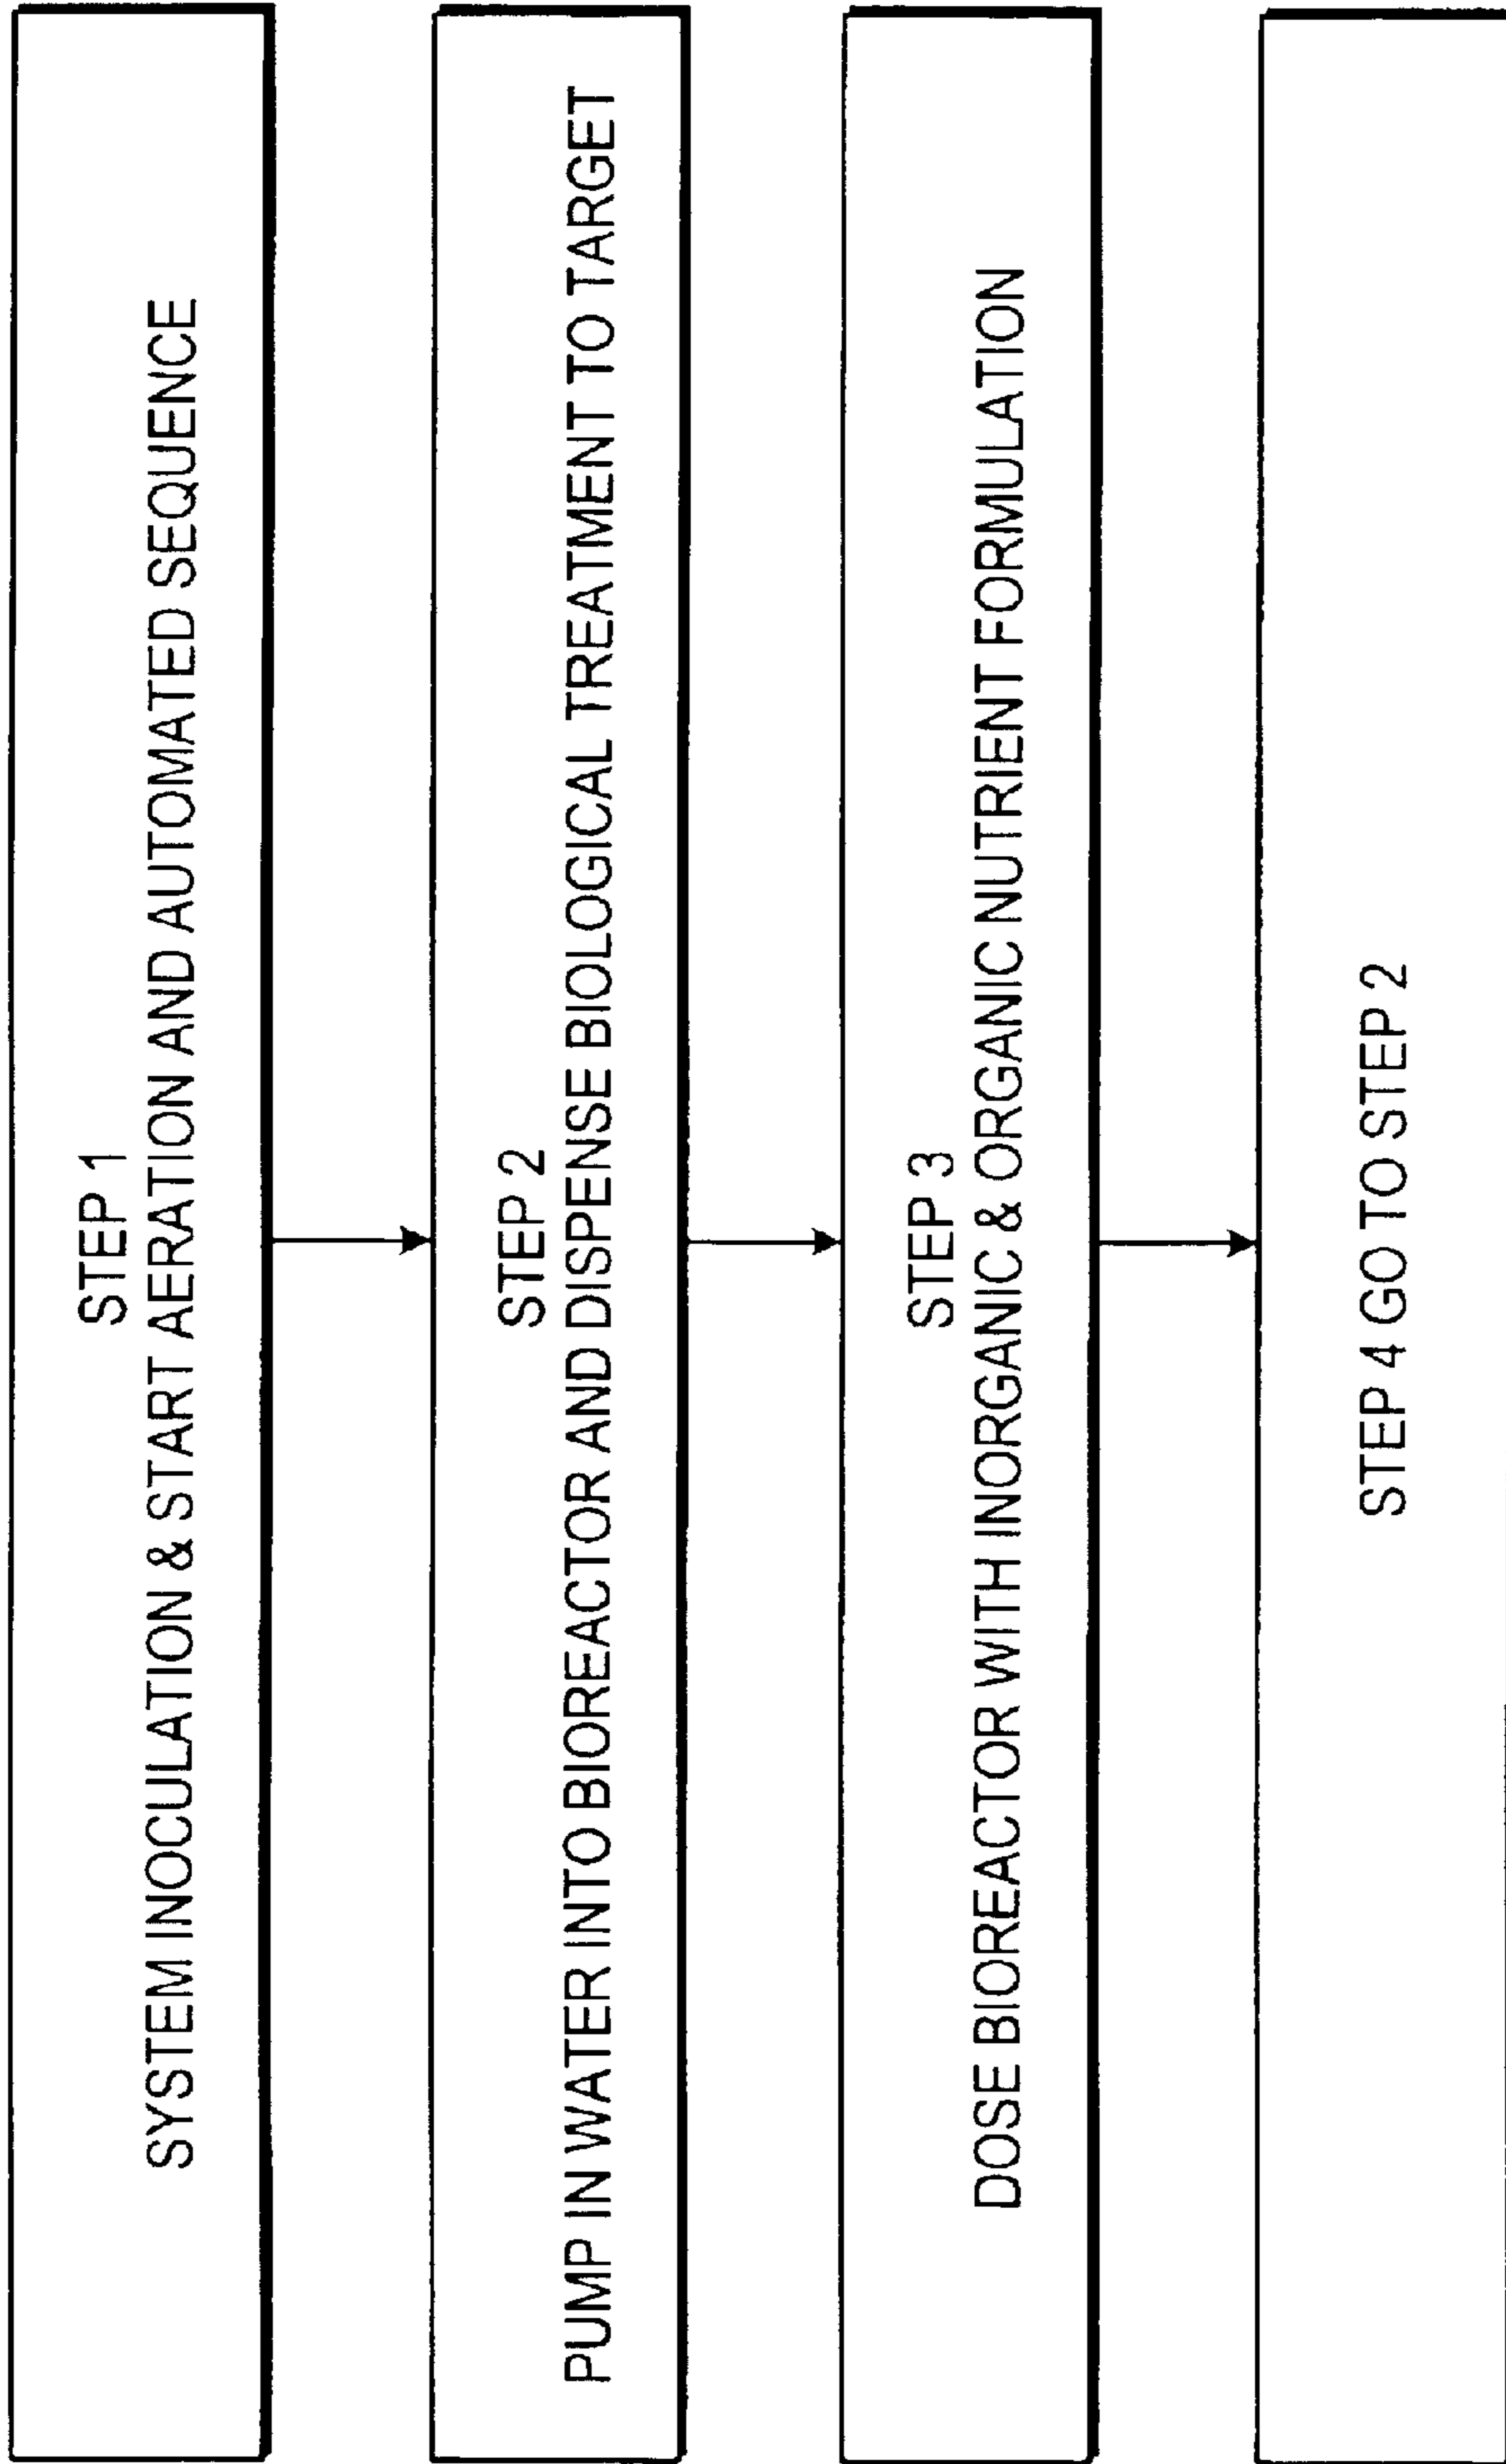 STEP 1
SYSTEM INOCULATION & START AERATION AND AUTOMATED SEQUENCE
STEP 2
PUMP IN WATER INTO BIOREACTOR AND DISPENSE BIOLOGICAL TREATMENT TO TARGET
STEP 3
DOSE BIOREACTOR WITH INORGANIC & ORGANIC NUTRIENT FORMULATION
STEP 4 GO TO STEP 2